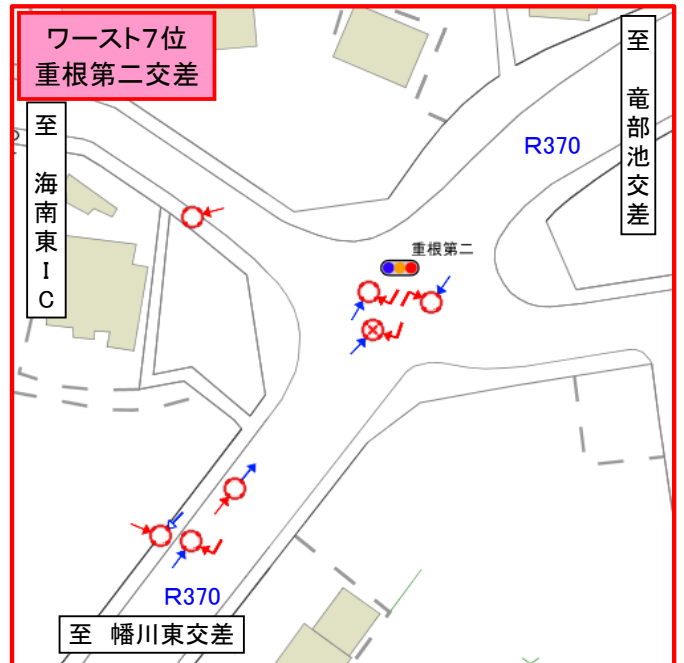 ワースト7位
重根第二交差
至 竜部池交差
至 海南東IC
R370
重根第二
R370
至 幡川東交差